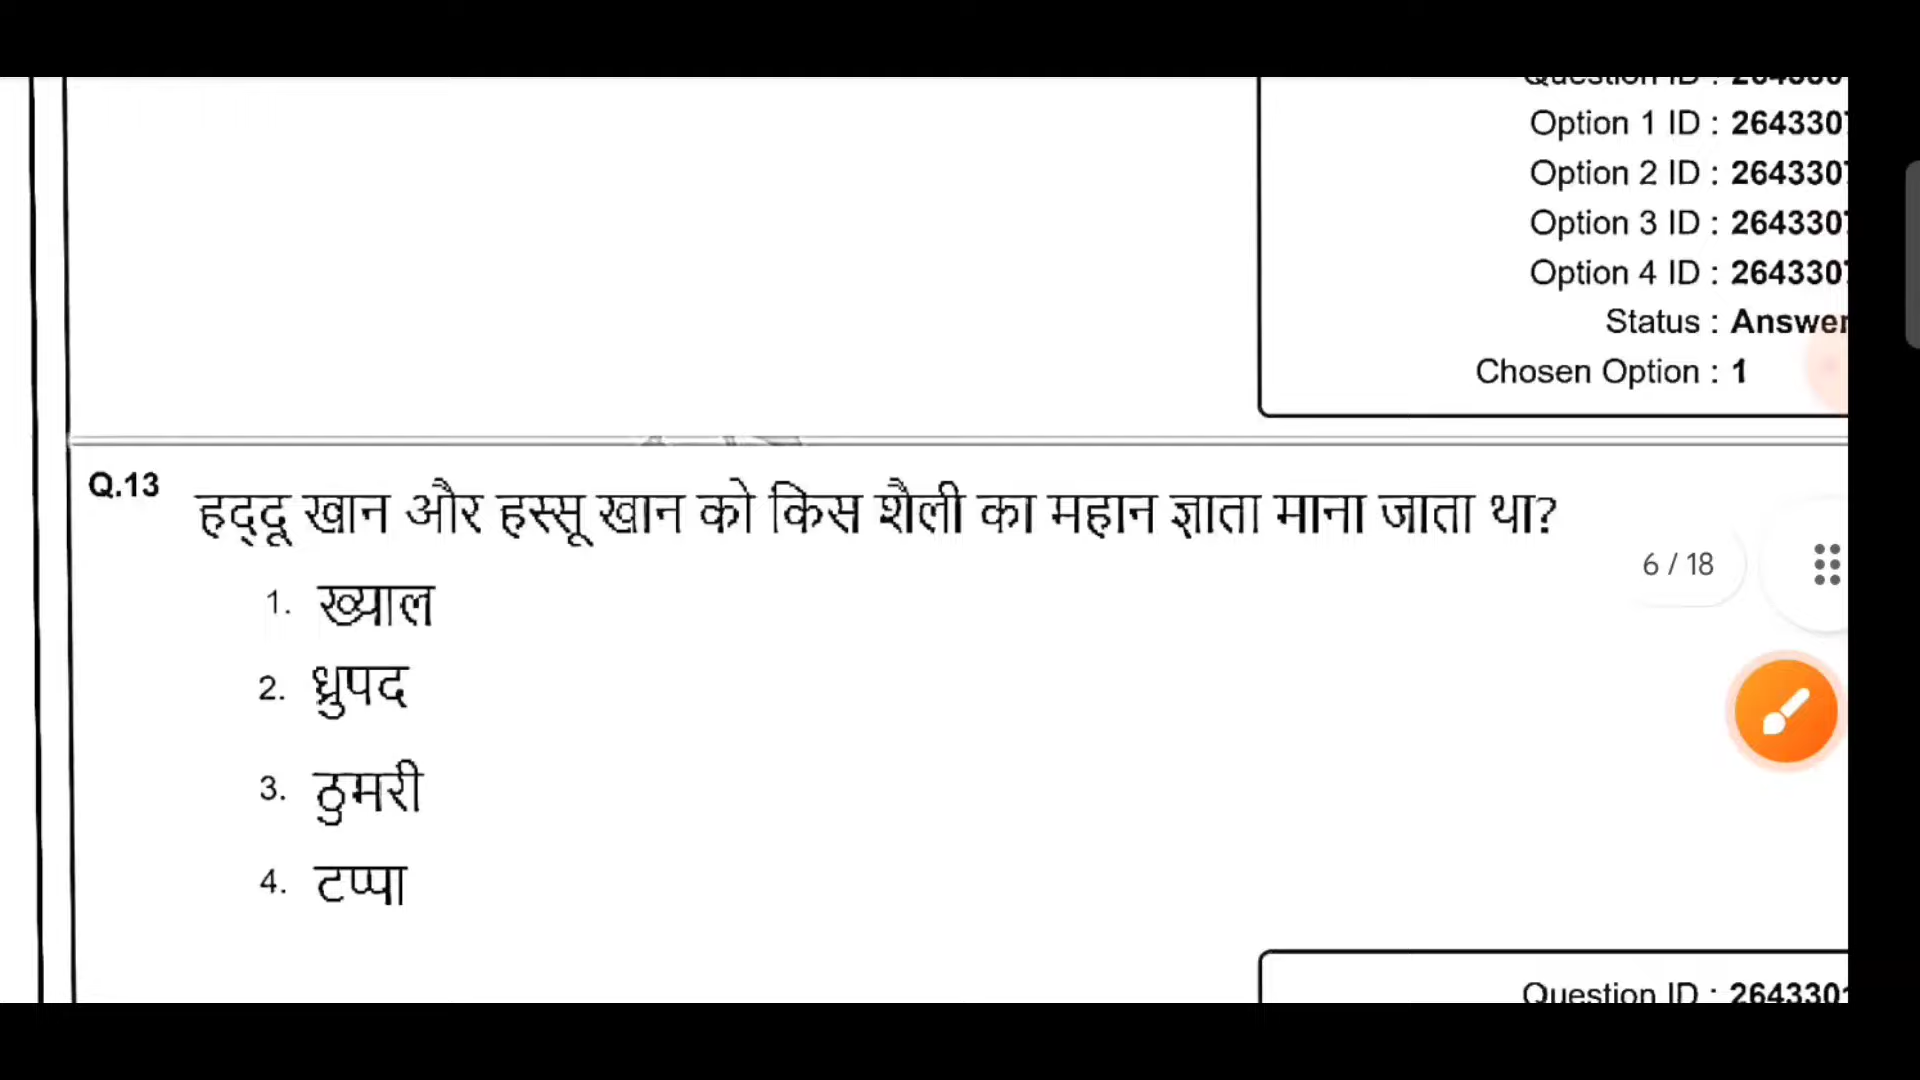 Option 1 ID : 264330
Option 2 ID : 264330
Option 3 ID : 264330
Option 4 ID : 264330
Status : Answer
Chosen Option : 1
Q.13 हद्दू खान और हस्सू खान को किस शैली का महान ज्ञाता माना जाता था?
6 / 18
1. ख्याल
2. ध्रुपद
3. ठुमरी
4. टप्पा
Question ID : 264330